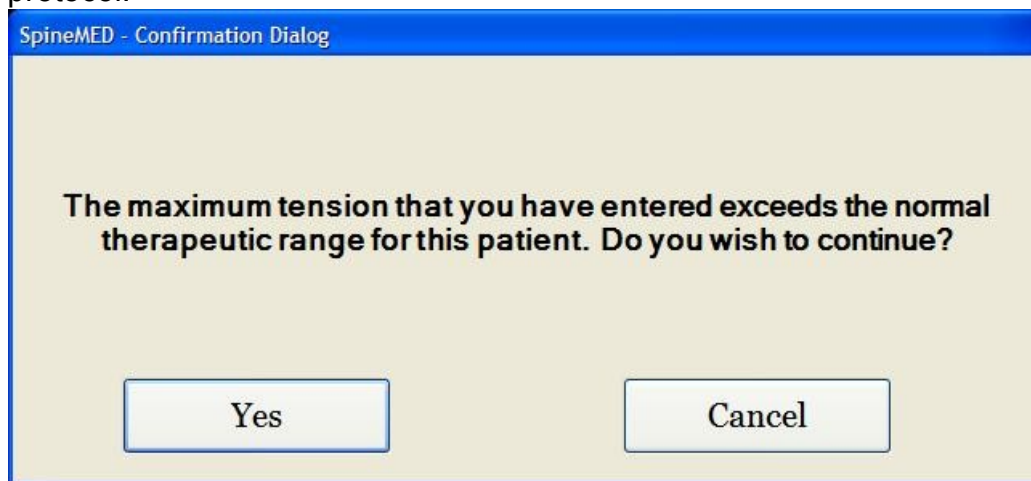 SpineMED - Confirmation Dialog
The maximum tension that you have entered exceeds the normal
therapeutic range for this patient. Do you wish to continue?
Yes
Cancel